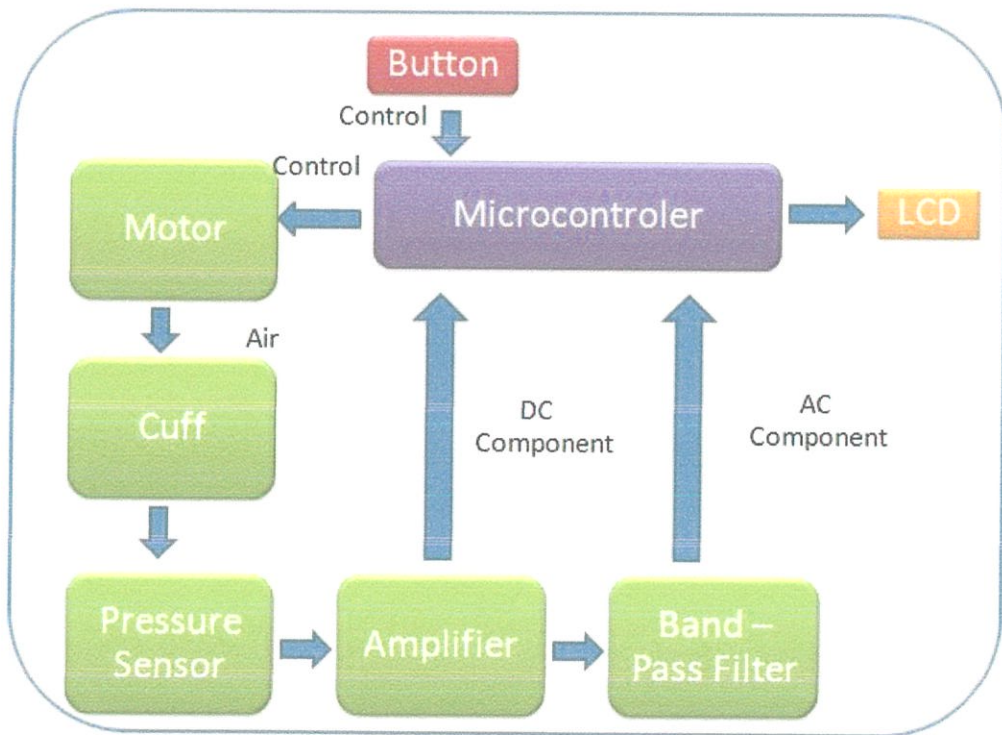 Button
Control
Control
Motor
Microcontroler
LCD
Air
Cuff
DC
Component
AC
Component
Pressure
Sensor
Amplifier
Band –
Pass Filter